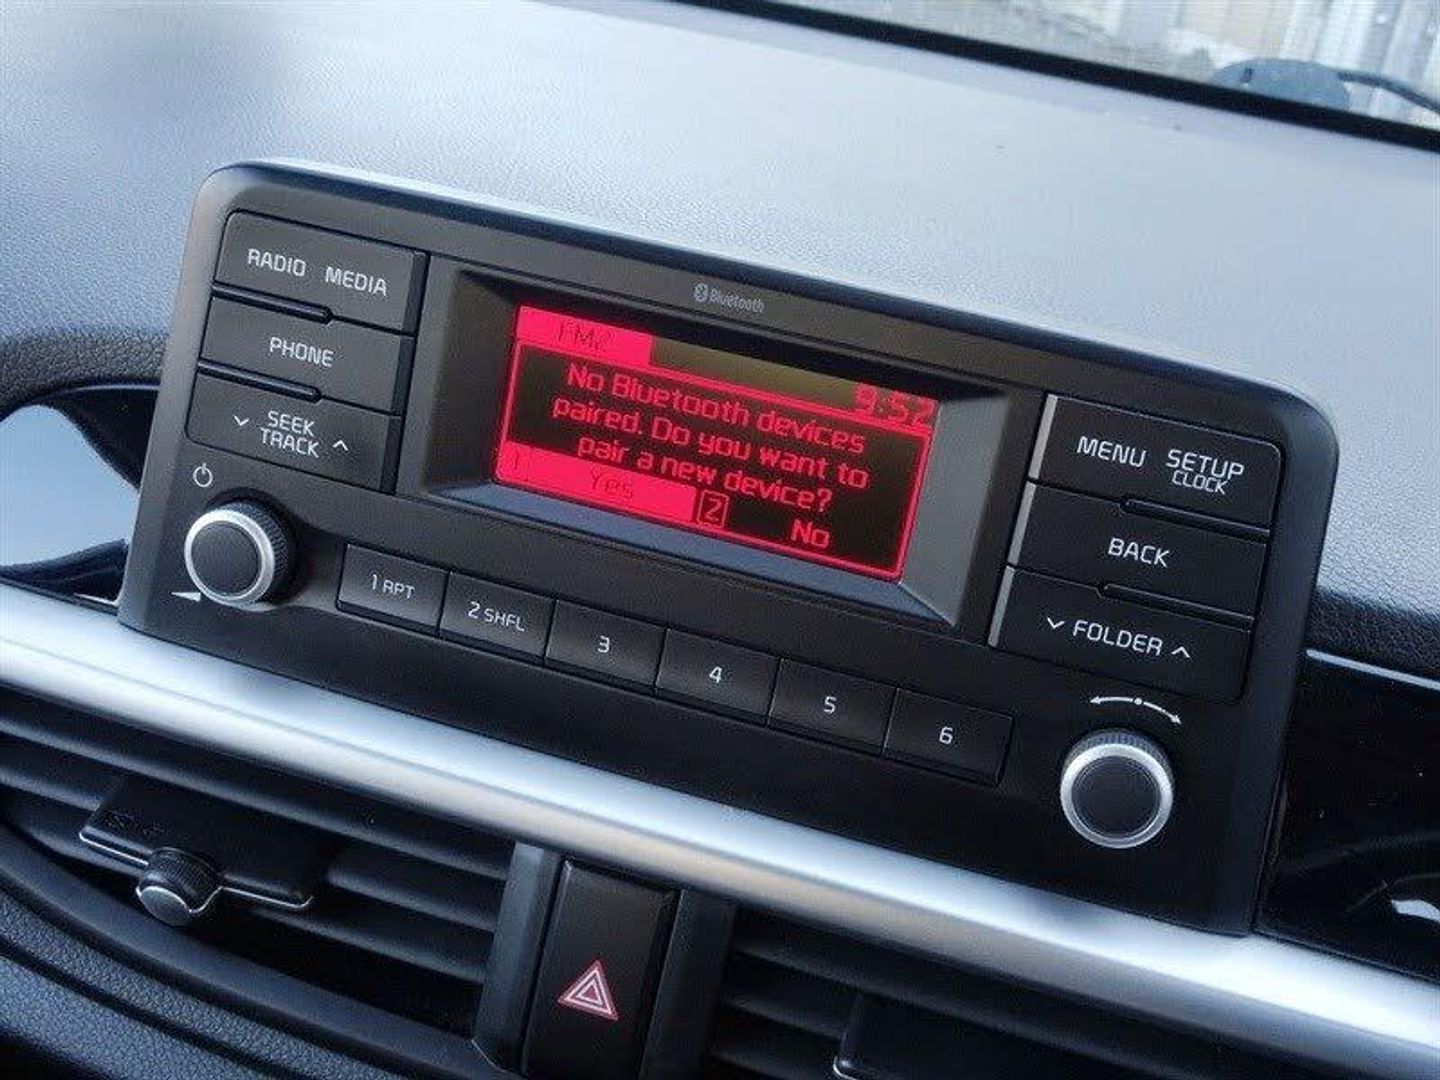 Bluetooth
RADIO MEDIA
PHONE
SEEK
TRACK
FM2
9:52
No Bluetooth devices
paired. Do you want to
pair a new device?
1 Yes 2 No
MENU SETUP
CLOCK
BACK
FOLDER
1 RPT 2 SHFL 3 4 5 6